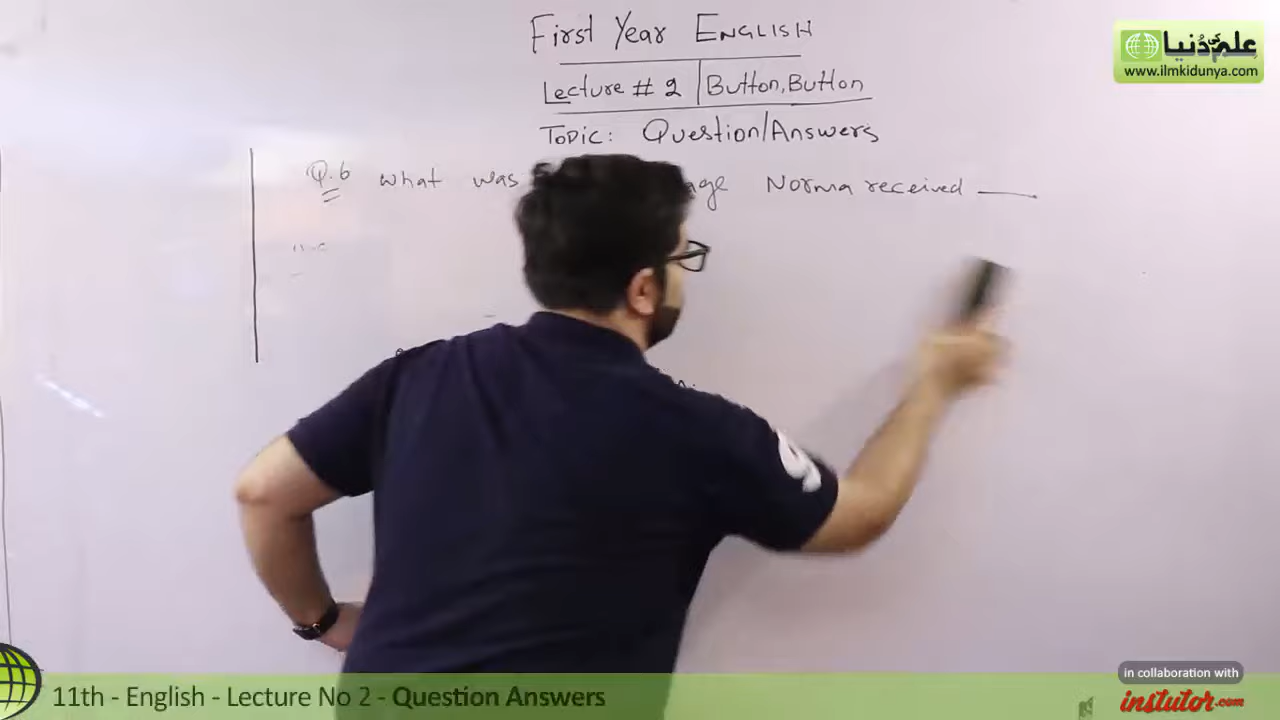 First Year English
Lecture # 2 | Button, Button
Topic: Question/Answers
Q.6 what was Norma received
علم کی دنیا
www.ilmkidunya.com
in collaboration with
instutor.com
11th - English - Lecture No 2 - Question Answers